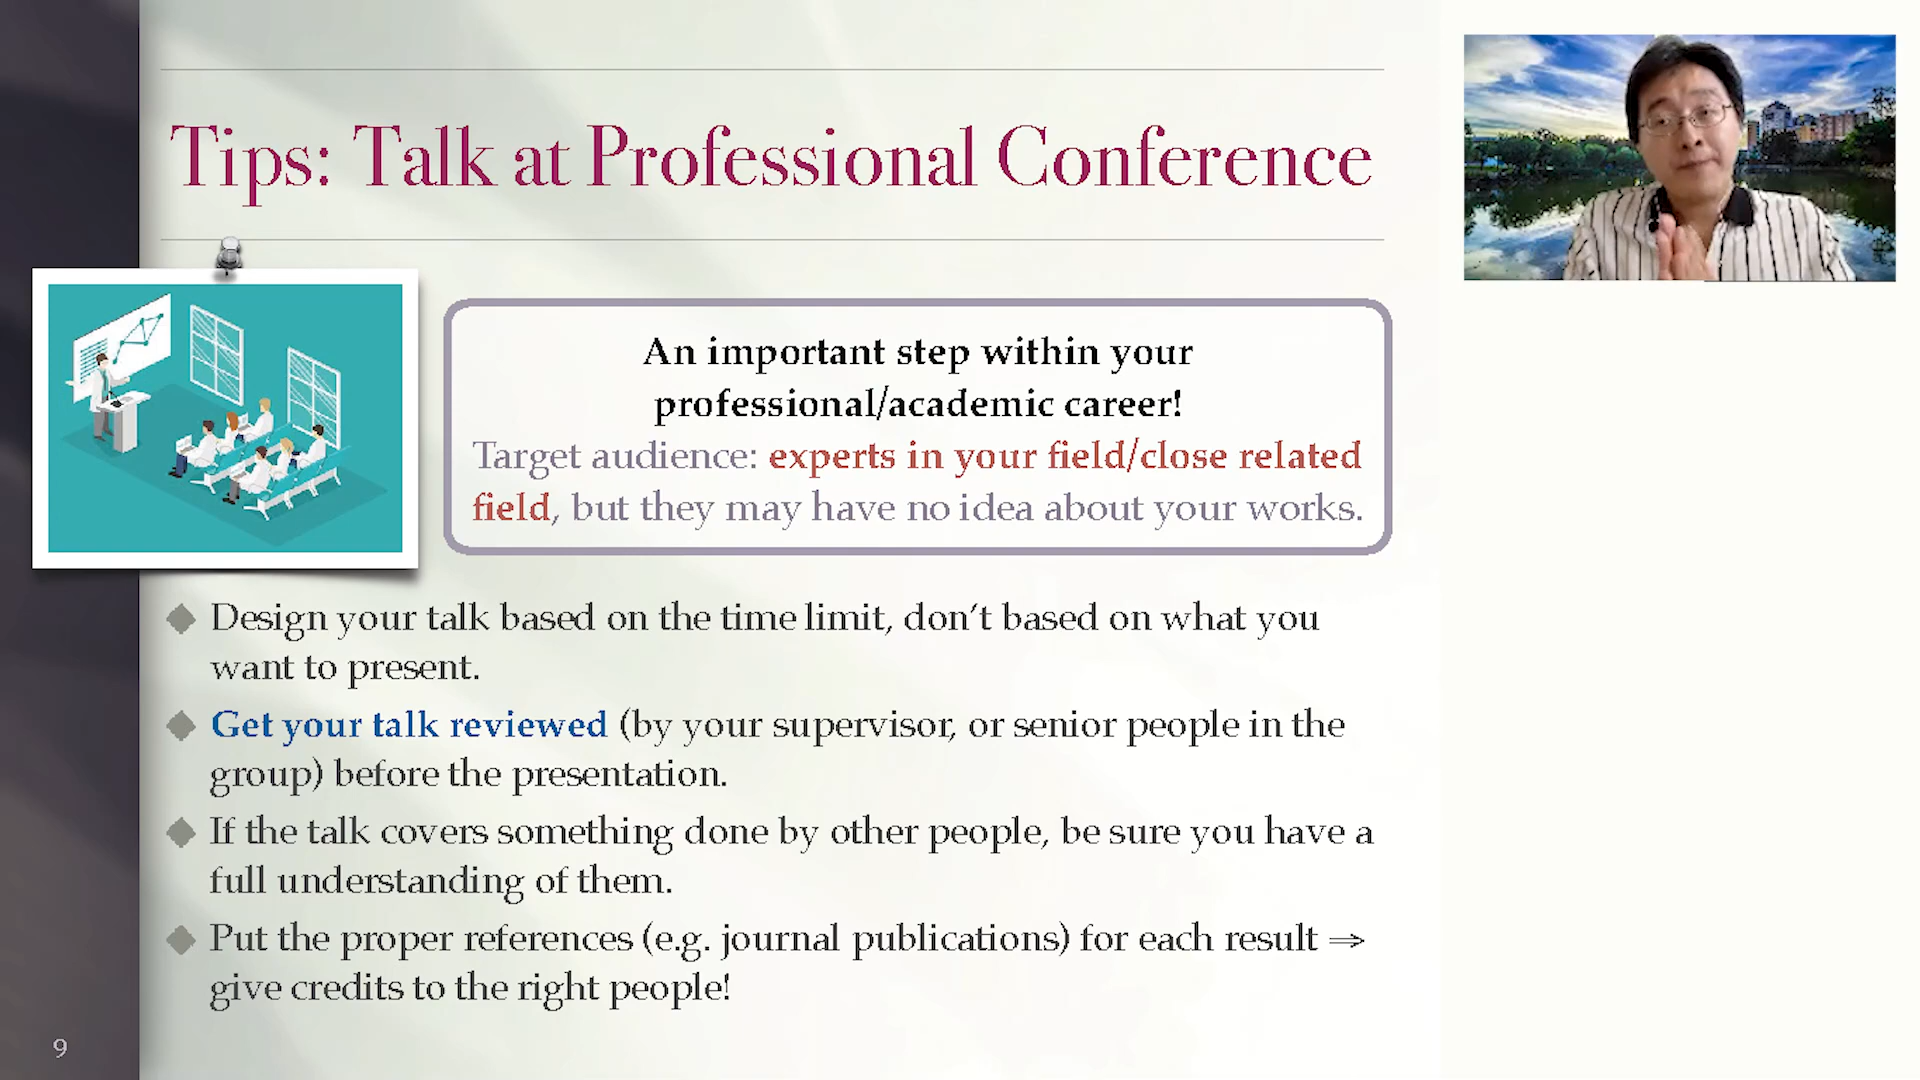 Tips: Talk at Professional Conference
An important step within your
professional/academic career!
Target audience: experts in your field/close related
field, but they may have no idea about your works.
◆ Design your talk based on the time limit, don’t based on what you
want to present.
◆ Get your talk reviewed (by your supervisor, or senior people in the
group) before the presentation.
◆ If the talk covers something done by other people, be sure you have a
full understanding of them.
◆ Put the proper references (e.g. journal publications) for each result ⇒
give credits to the right people!
9